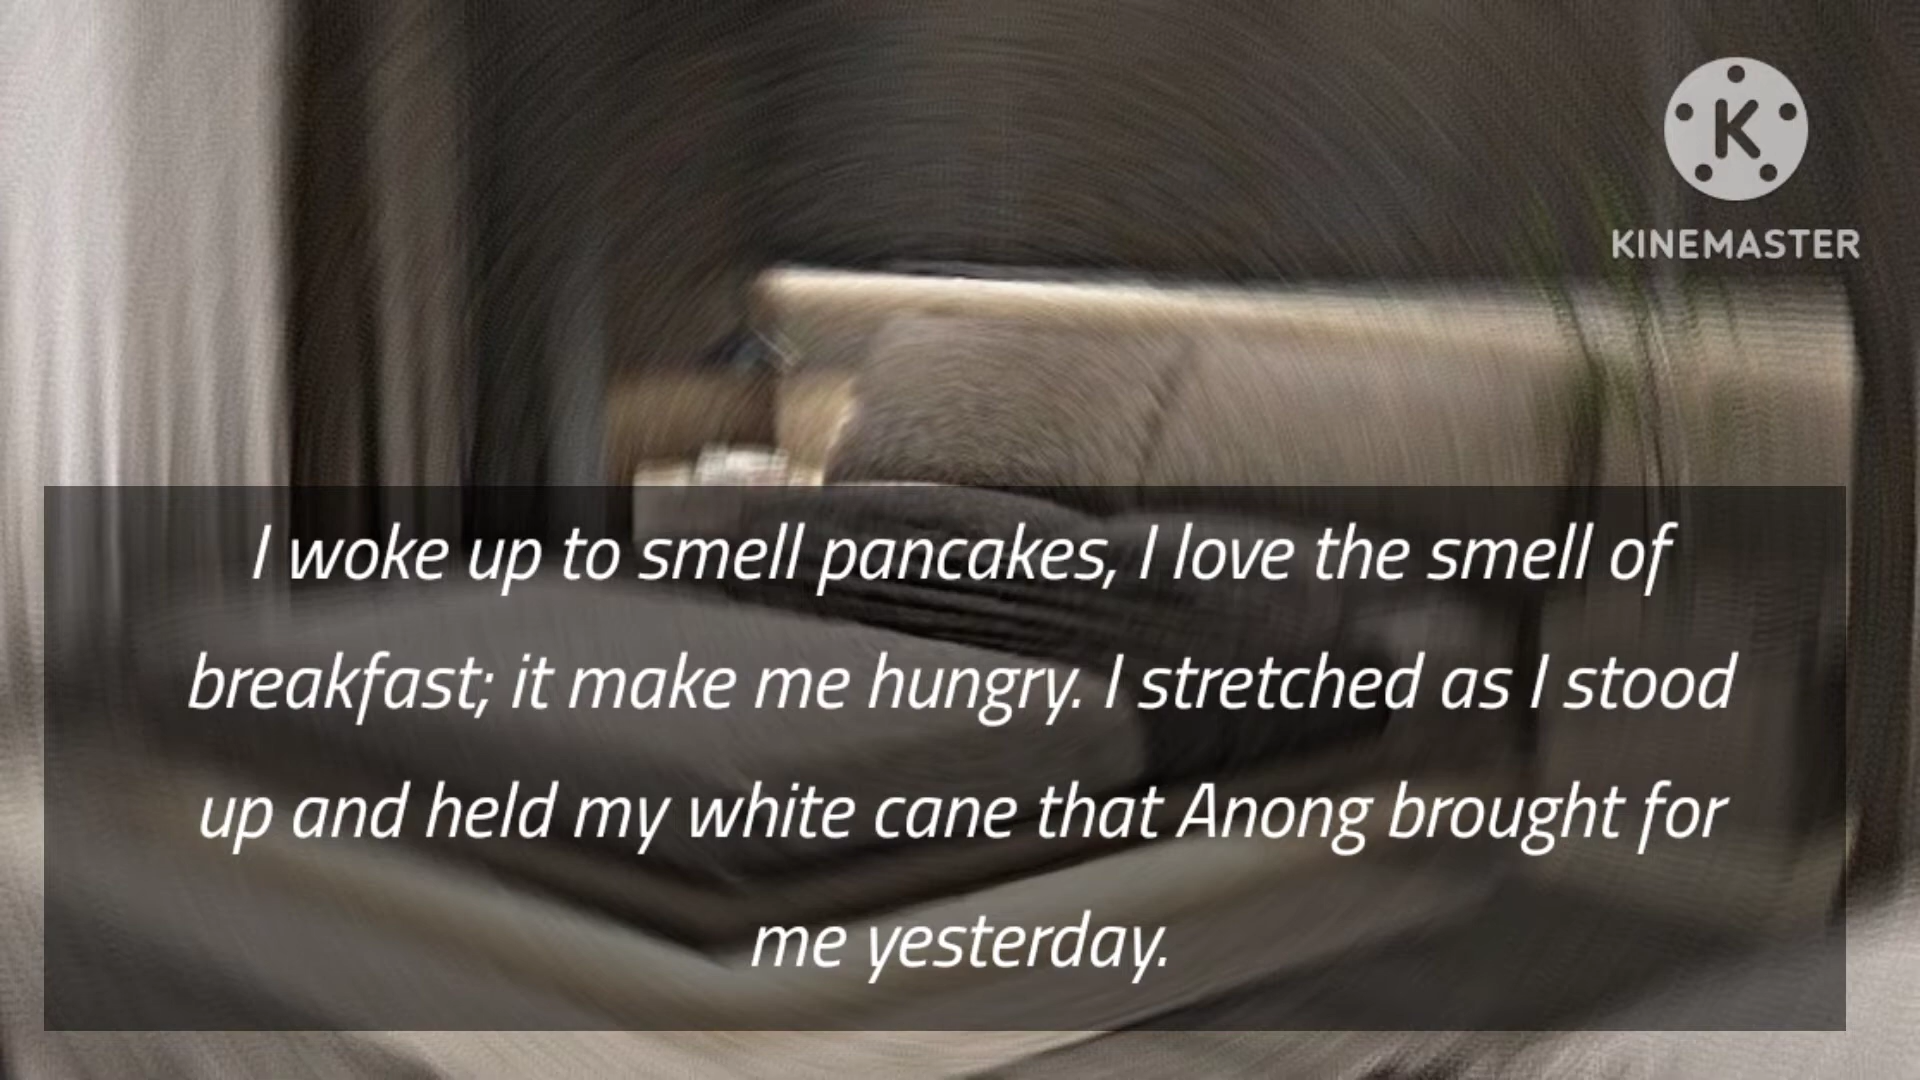 K
KINEMASTER
I woke up to smell pancakes, I love the smell of
breakfast; it make me hungry. I stretched as I stood
up and held my white cane that Anong brought for
me yesterday.